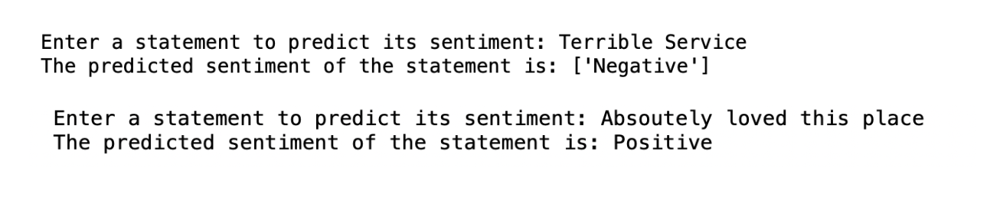 Enter a statement to predict its sentiment: Terrible Service
The predicted sentiment of the statement is: ['Negative']
Enter a statement to predict its sentiment: Absoutely loved this place
The predicted sentiment of the statement is: Positive